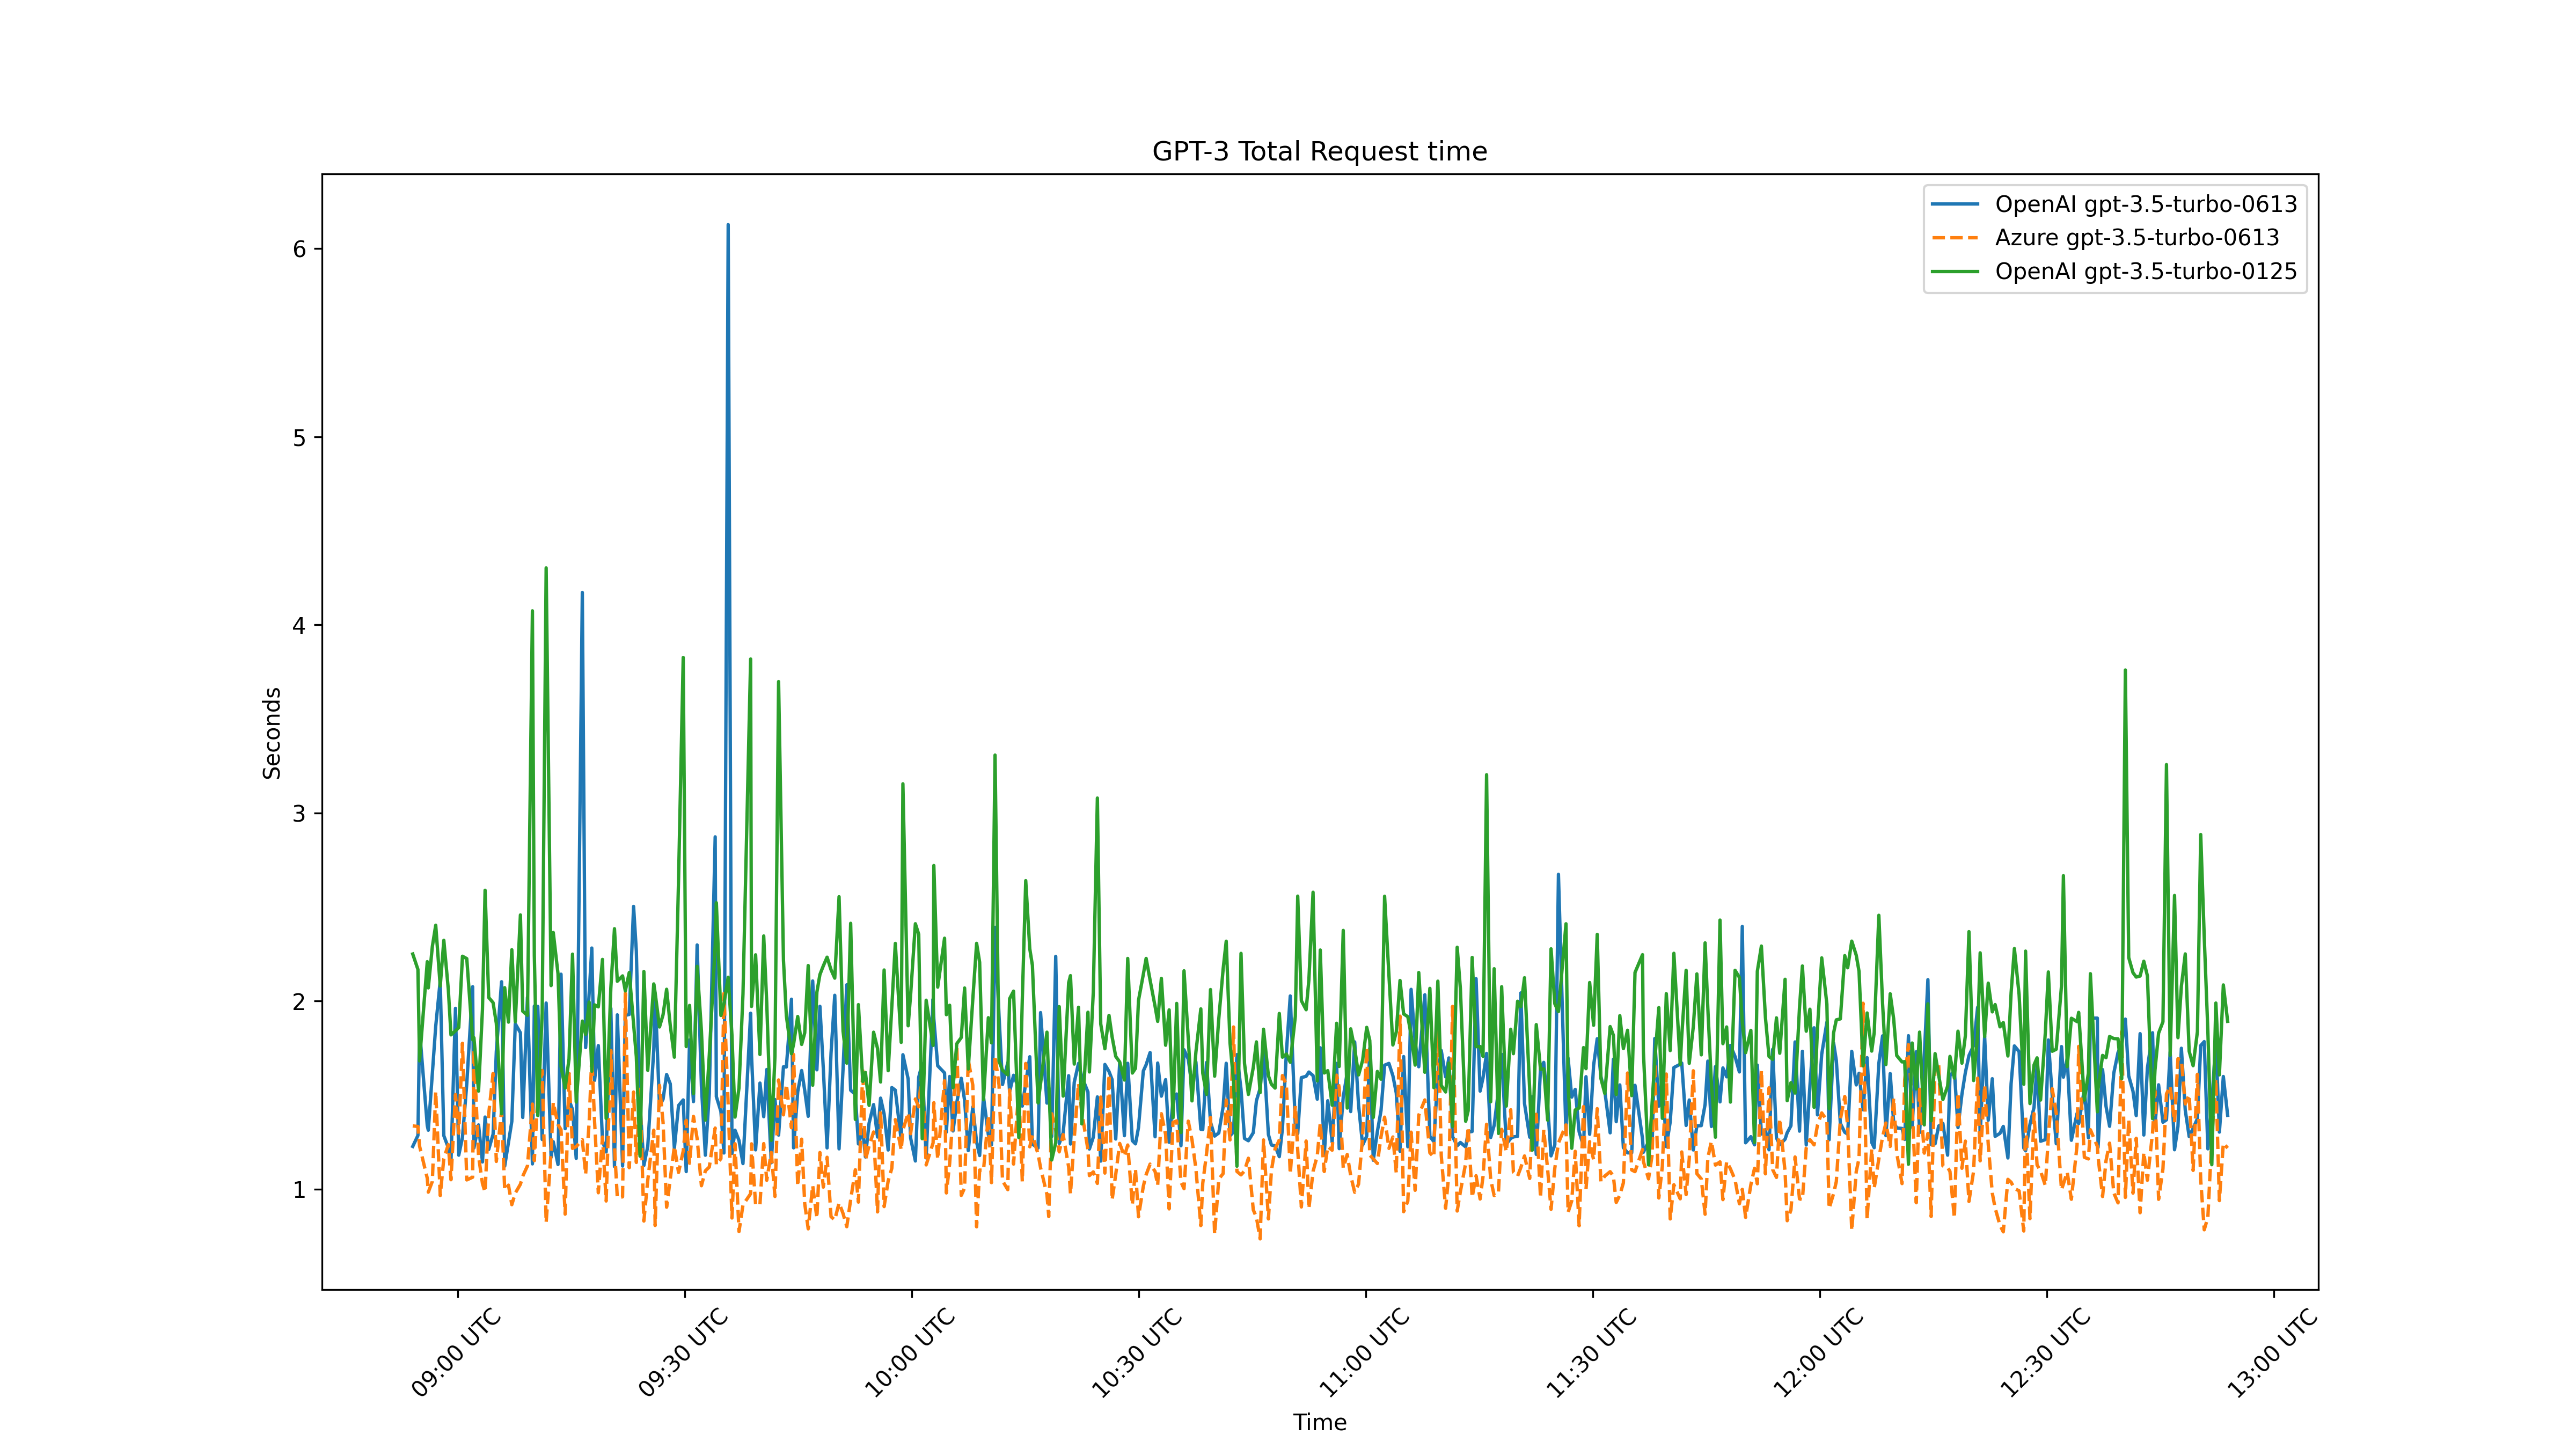 GPT-3 Total Request time
OpenAI gpt-3.5-turbo-0613
Azure gpt-3.5-turbo-0613
OpenAI gpt-3.5-turbo-0125
6
5
4
3
2
1
Seconds
09:00 UTC
09:30 UTC
10:00 UTC
10:30 UTC
11:00 UTC
11:30 UTC
12:00 UTC
12:30 UTC
13:00 UTC
Time